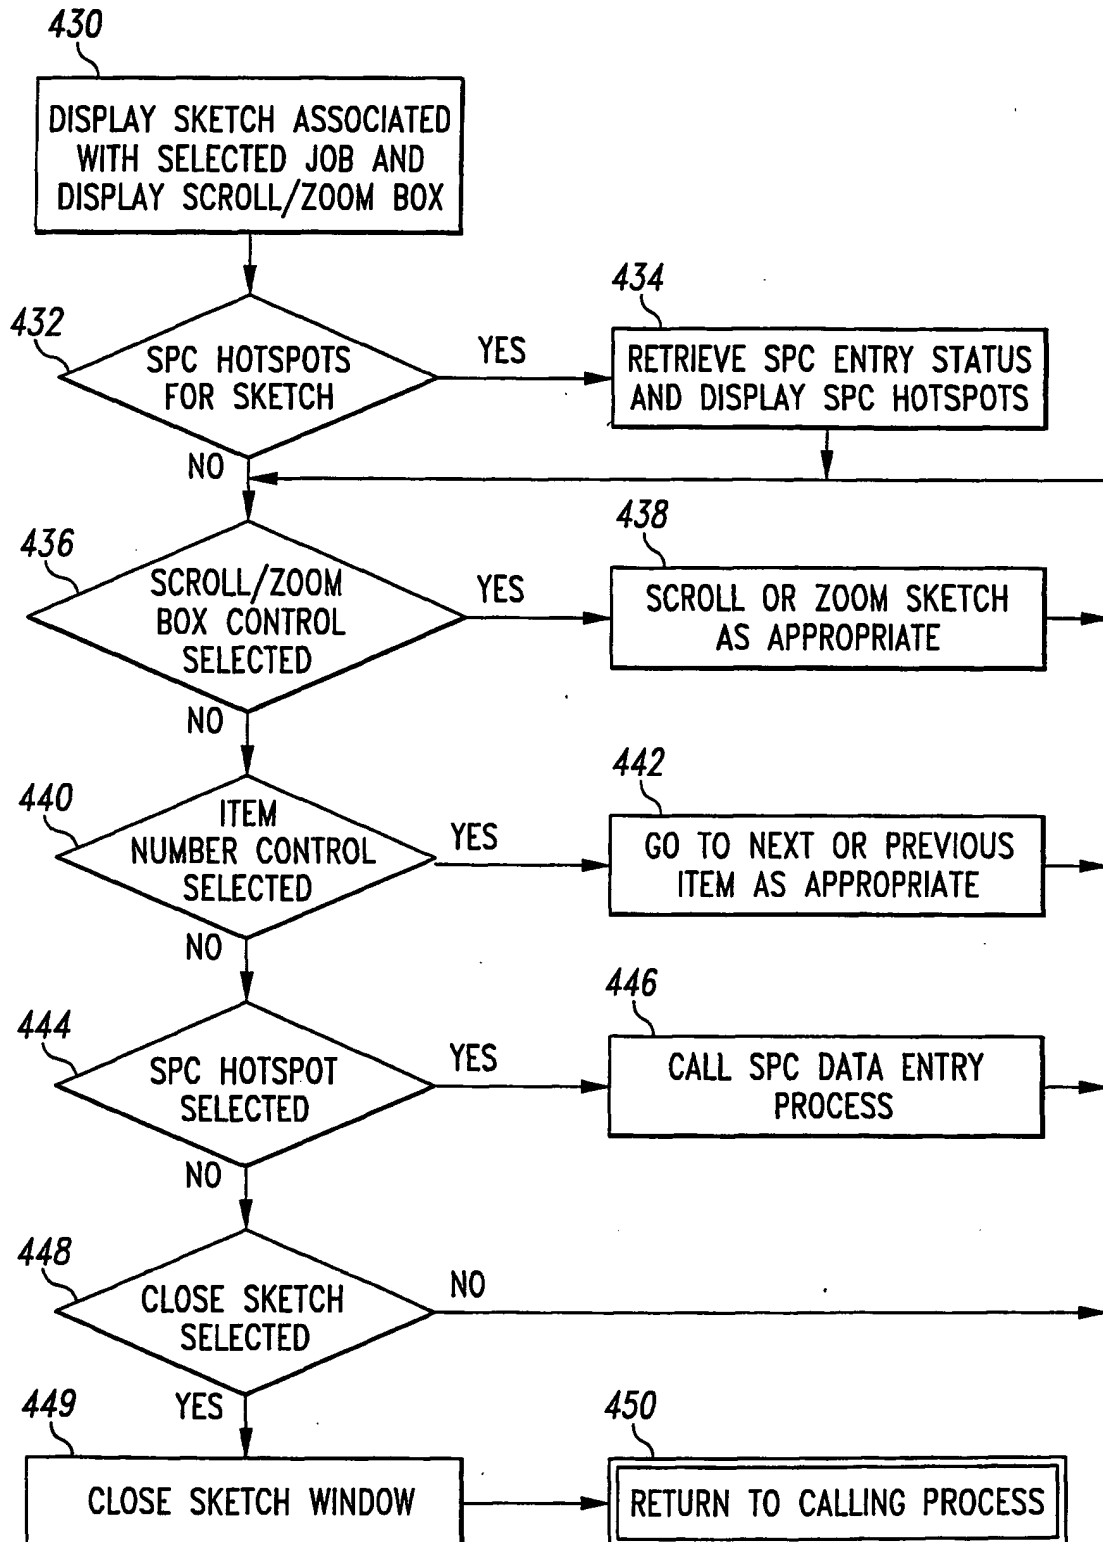 430
DISPLAY SKETCH ASSOCIATED
WITH SELECTED JOB AND
DISPLAY SCROLL/ZOOM BOX
432
SPC HOTSPOTS
FOR SKETCH
YES
NO
434
RETRIEVE SPC ENTRY STATUS
AND DISPLAY SPC HOTSPOTS
436
SCROLL/ZOOM
BOX CONTROL
SELECTED
YES
NO
438
SCROLL OR ZOOM SKETCH
AS APPROPRIATE
440
ITEM
NUMBER CONTROL
SELECTED
YES
NO
442
GO TO NEXT OR PREVIOUS
ITEM AS APPROPRIATE
444
SPC HOTSPOT
SELECTED
YES
NO
446
CALL SPC DATA ENTRY
PROCESS
448
CLOSE SKETCH
SELECTED
NO
YES
449
CLOSE SKETCH WINDOW
450
RETURN TO CALLING PROCESS